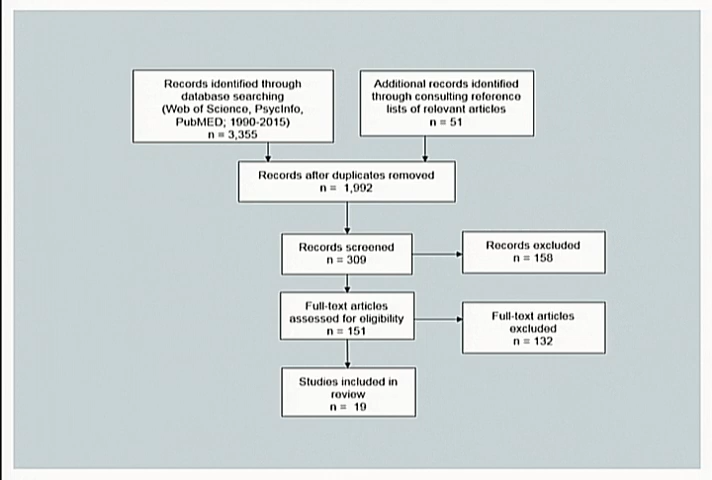 Records identified through
database searching
(Web of Science, PsycInfo,
PubMED; 1990-2015)
n = 3,355
Additional records identified
through consulting reference
lists of relevant articles
n = 51
Records after duplicates removed
n = 1,992
Records screened
n = 309
Records excluded
n = 158
Full-text articles
assessed for eligibility
n = 151
Full-text articles
excluded
n = 132
Studies included in
review
n = 19